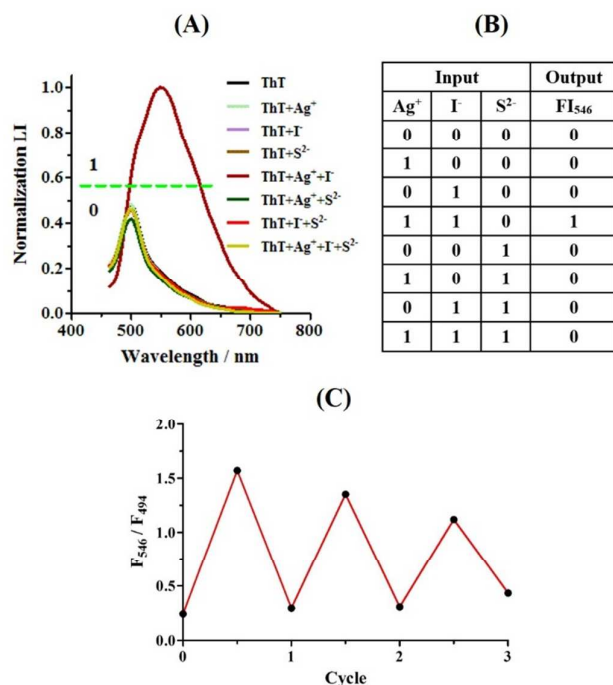 (A)
Normalization LI
1.0
0.8
0.6
0.4
0.2
0.0
1
0
400 500 600 700 800
Wavelength / nm
ThT
ThT+Ag⁺
ThT+I⁻
ThT+S²⁻
ThT+Ag⁺+I⁻
ThT+Ag⁺+S²⁻
ThT+I⁻+S²⁻
ThT+Ag⁺+I⁻+S²⁻
(B)
Input Output
Ag⁺ I⁻ S²⁻ FI₅₄₆
0 0 0 0
1 0 0 0
0 1 0 0
1 1 0 1
0 0 1 0
1 0 1 0
0 1 1 0
1 1 1 0
(C)
F₅₄₆ / F₄₉₄
2.0
1.5
1.0
0.5
0.0
0 1 2 3
Cycle